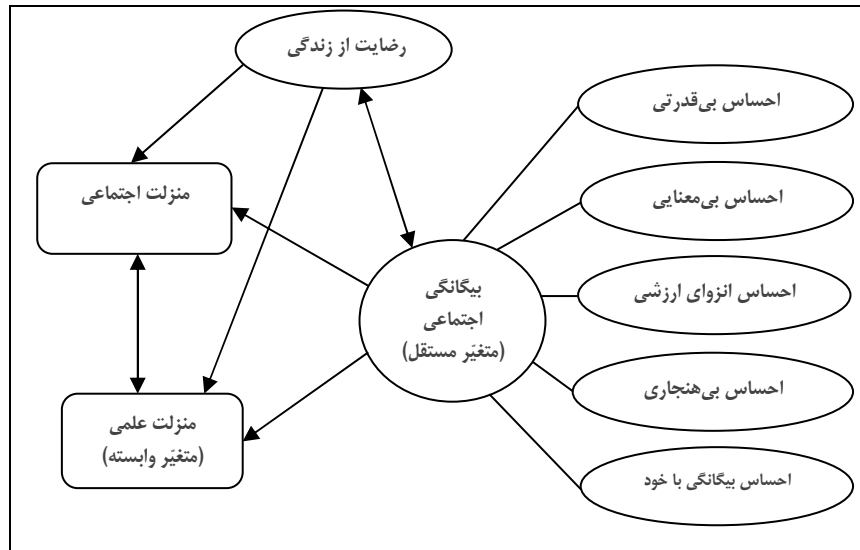 رضایت از زندگی
احساس بی‌قدرتی
احساس بی‌معنایی
احساس انزوای ارزشی
احساس بی‌هنجاری
احساس بیگانگی با خود
بیگانگی
اجتماعی
(متغیّر مستقل)
منزلت اجتماعی
منزلت علمی
(متغیّر وابسته)